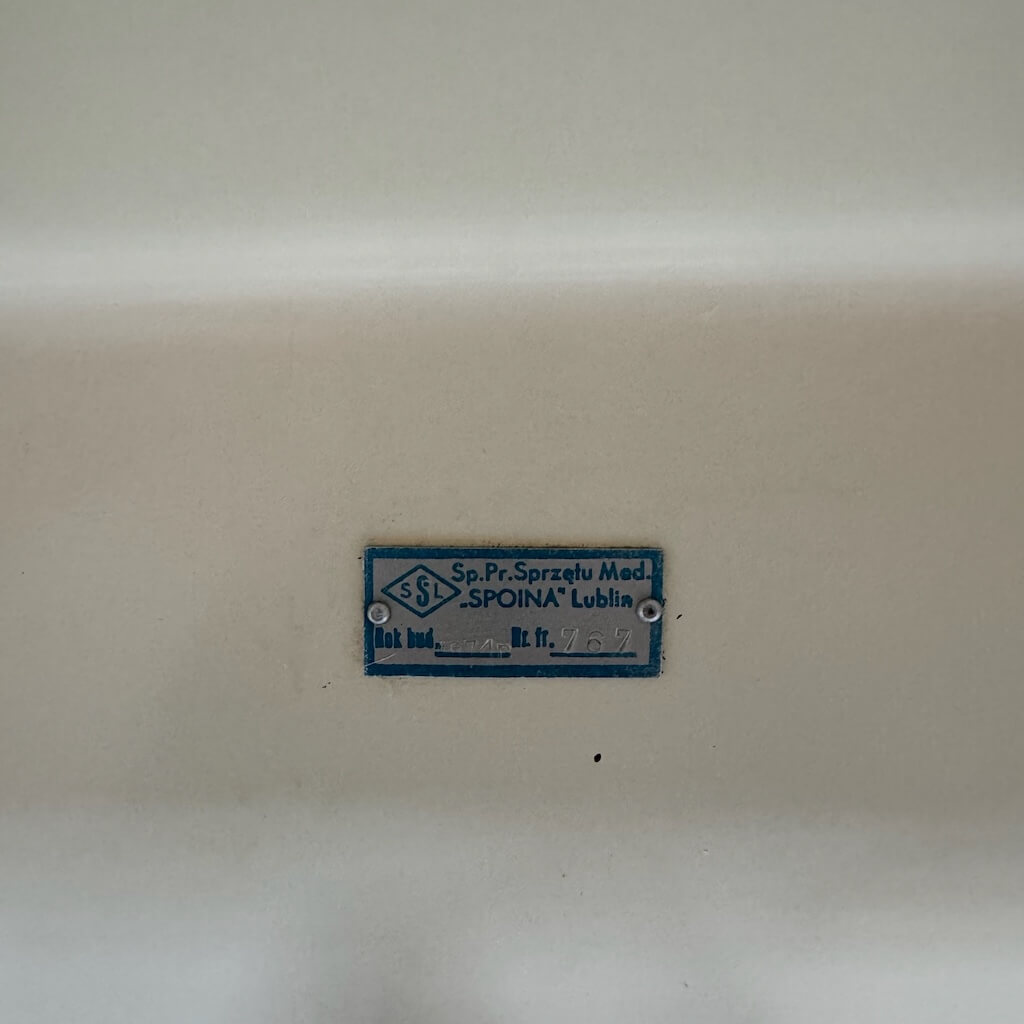 SSL Sp.Pr.Sprzętu Med.
„SPOINA" Lublin
Rok bud. Nr. fr. 767